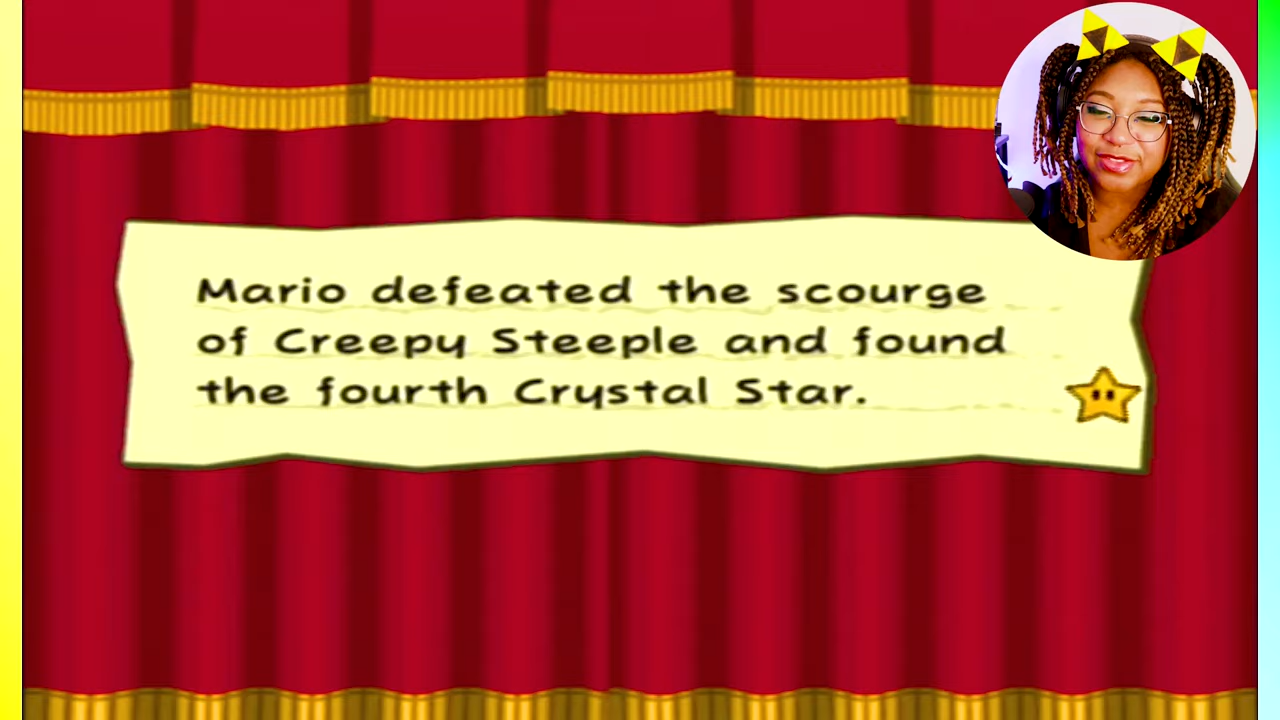 Mario defeated the scourge
of Creepy Steeple and found
the fourth Crystal Star.